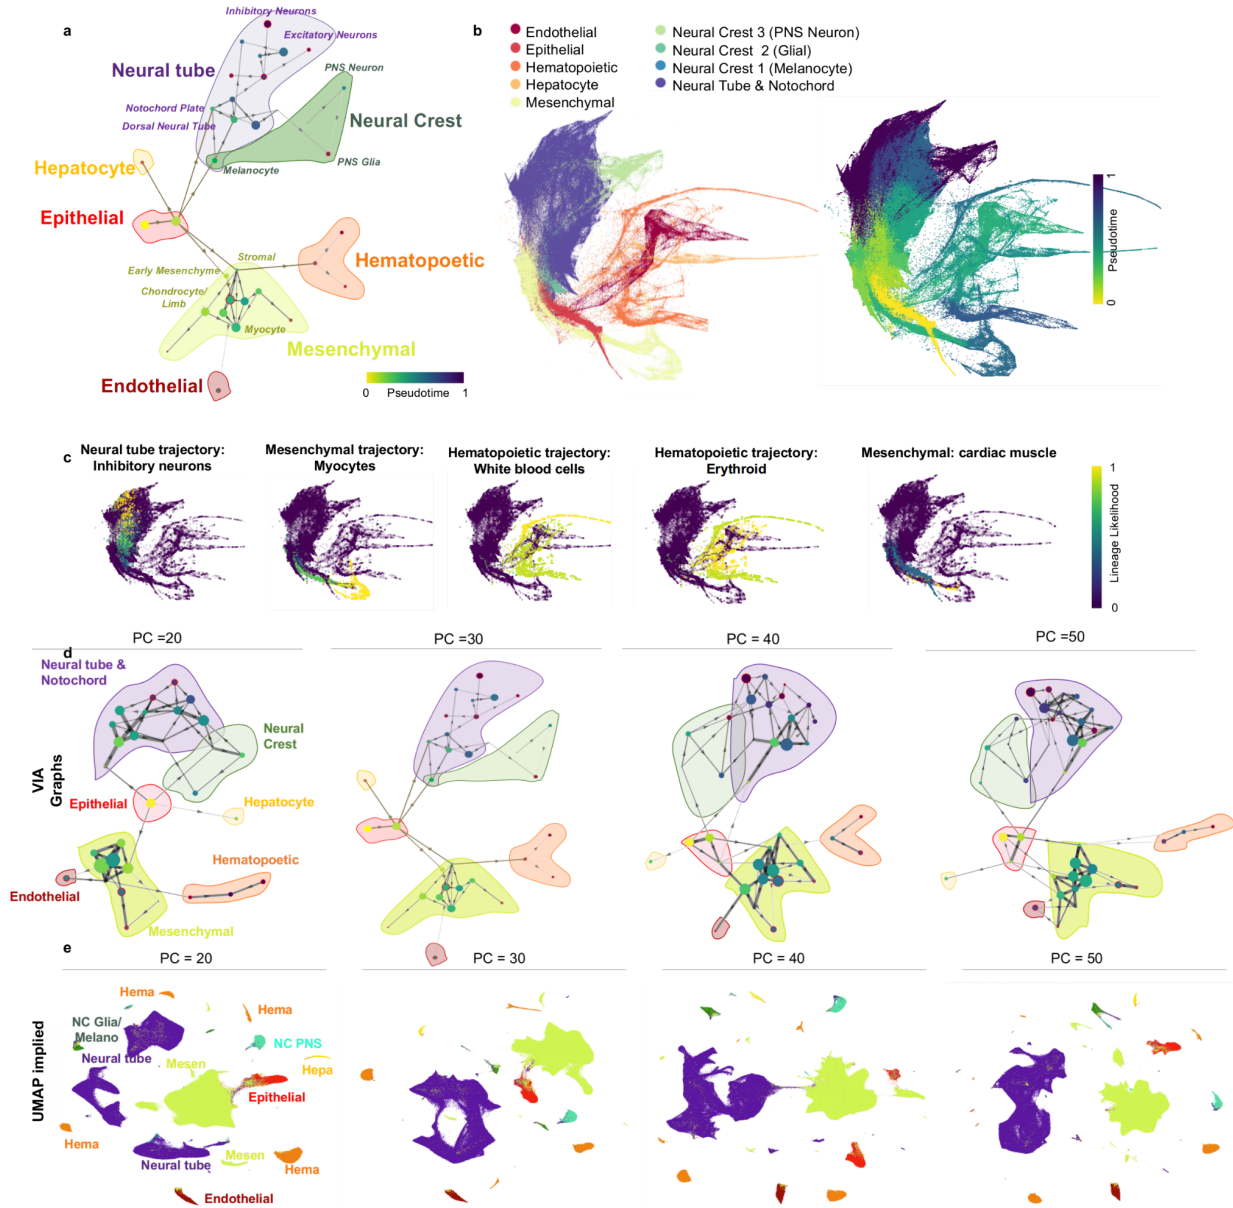 a
Inhibitory Neurons
Excitatory Neurons
Neural tube
PNS Neuron
Notochord Plate
Dorsal Neural Tube
Neural Crest
Melanocyte
PNS Glia
Hepatocyte
Epithelial
Stromal
Early Mesenchyme
Hematopoetic
Chondrocyte/
Limb
Myocyte
Mesenchymal
Endothelial
0 Pseudotime 1
b
Endothelial
Epithelial
Hematopoietic
Hepatocyte
Mesenchymal
Neural Crest 3 (PNS Neuron)
Neural Crest 2 (Glial)
Neural Crest 1 (Melanocyte)
Neural Tube & Notochord
1
Pseudotime
0
c
Neural tube trajectory:
Inhibitory neurons
Mesenchymal trajectory:
Myocytes
Hematopoietic trajectory:
White blood cells
Hematopoietic trajectory:
Erythroid
Mesenchymal: cardiac muscle
1
Lineage Likelihood
0
d
PC =20
PC =30
PC = 40
PC =50
VIA
Graphs
Neural tube &
Notochord
Neural
Crest
Epithelial
Hepatocyte
Hematopoetic
Endothelial
Mesenchymal
e
PC = 20
PC = 30
PC = 40
PC = 50
UMAP implied
Hema
Hema
NC Glia/
Melano
NC PNS
Neural tube
Mesen
Hepa
Epithelial
Hema
Neural tube
Mesen
Hema
Endothelial